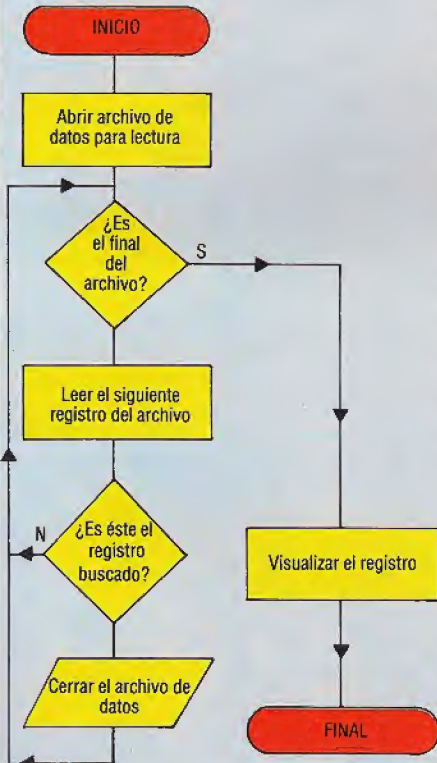 INICIO
Abrir archivo de
datos para lectura
¿Es
el final
del
archivo?
S
Leer el siguiente
registro del archivo
N
¿Es éste el
registro
buscado?
Cerrar el archivo de
datos
Visualizar el registro
FINAL